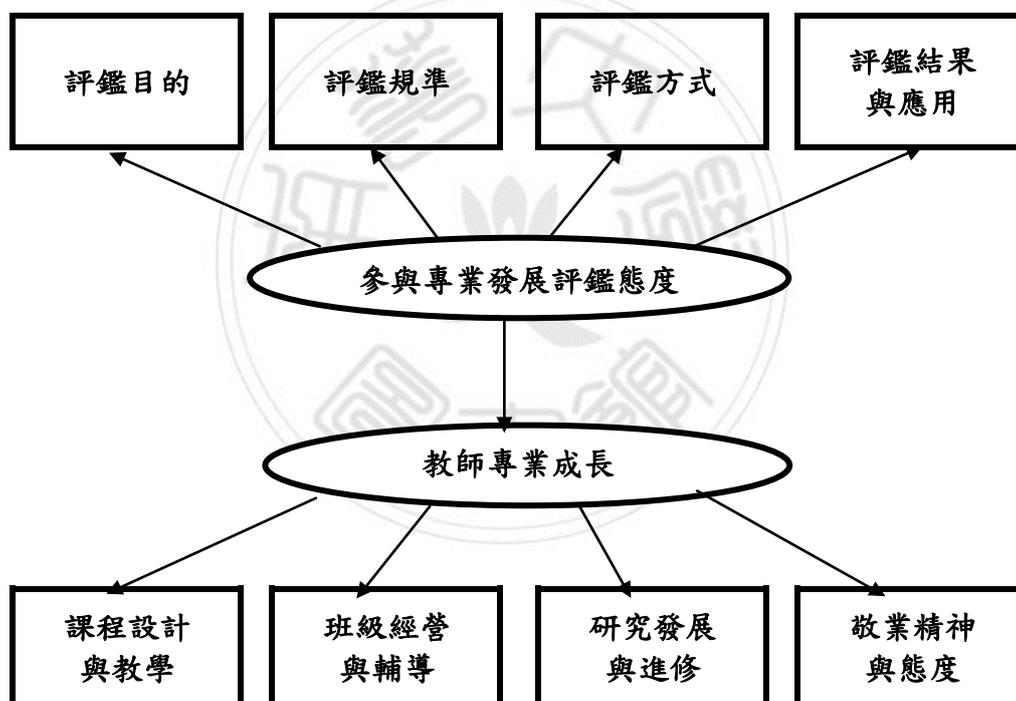 評鑑目的
評鑑規準
評鑑方式
評鑑結果
與應用
參與專業發展評鑑態度
教師專業成長
課程設計
與教學
班級經營
與輔導
研究發展
與進修
敬業精神
與態度